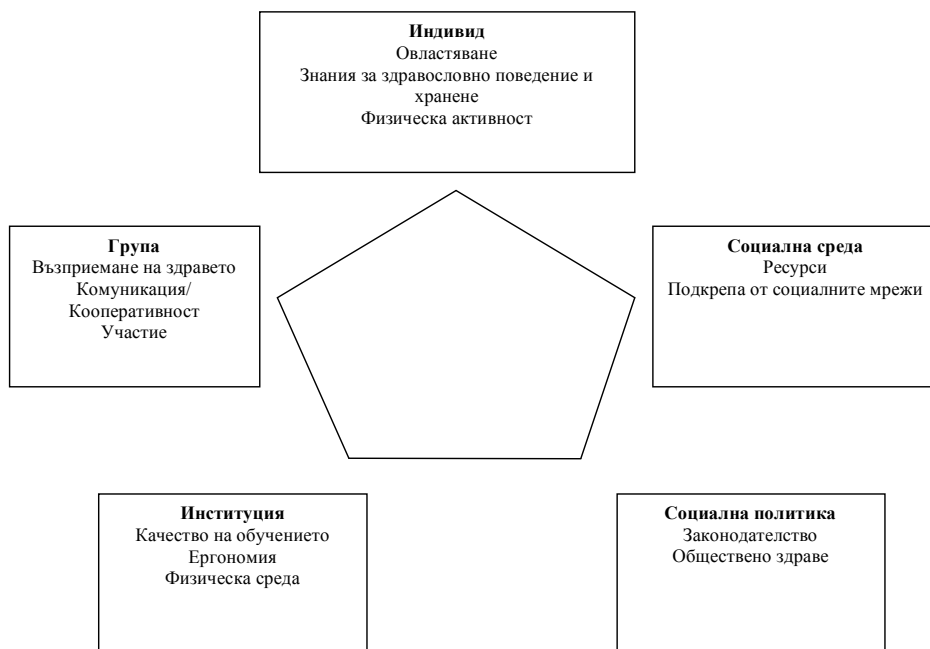 Индивид
Овластяване
Знания за здравословно поведение и
хранене
Физическа активност
Група
Възприемане на здравето
Комуникация/
Кооперативност
Участие
Социална среда
Ресурси
Подкрепа от социалните мрежи
Институция
Качество на обучението
Ергономия
Физическа среда
Социална политика
Законодателство
Обществено здраве